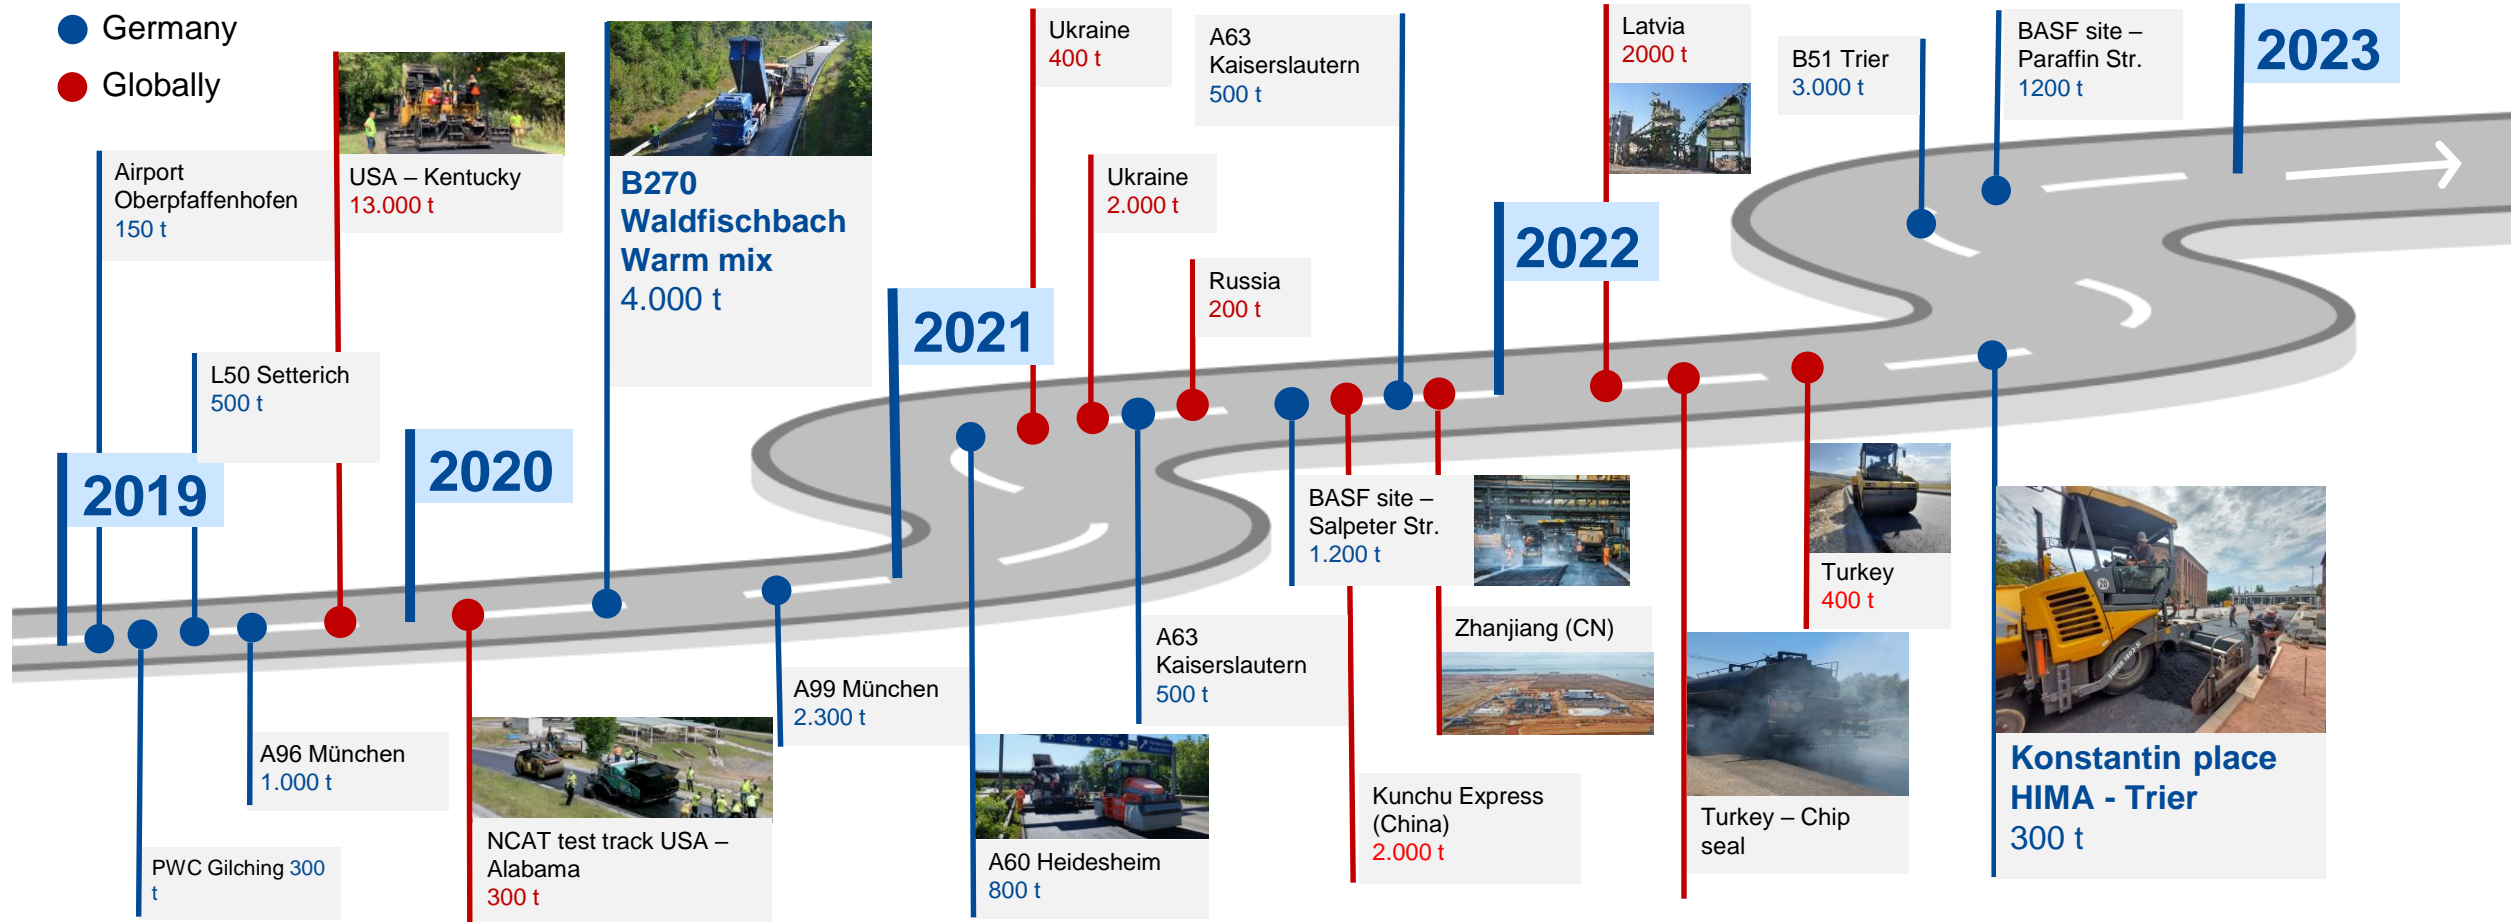 Germany
Globally
2019
Airport
Oberpfaffenhofen
150 t
PWC Gilching 300
t
L50 Setterich
500 t
A96 München
1.000 t
USA – Kentucky
13.000 t
2020
NCAT test track USA –
Alabama
300 t
B270
Waldfischbach
Warm mix
4.000 t
A99 München
2.300 t
2021
A60 Heidesheim
800 t
Ukraine
400 t
Ukraine
2.000 t
A63
Kaiserslautern
500 t
Russia
200 t
BASF site –
Salpeter Str.
1.200 t
Kunchu Express
(China)
2.000 t
A63
Kaiserslautern
500 t
Zhanjiang (CN)
2022
Latvia
2000 t
Turkey – Chip
seal
Turkey
400 t
Konstantin place
HIMA - Trier
300 t
B51 Trier
3.000 t
BASF site –
Paraffin Str.
1200 t
2023